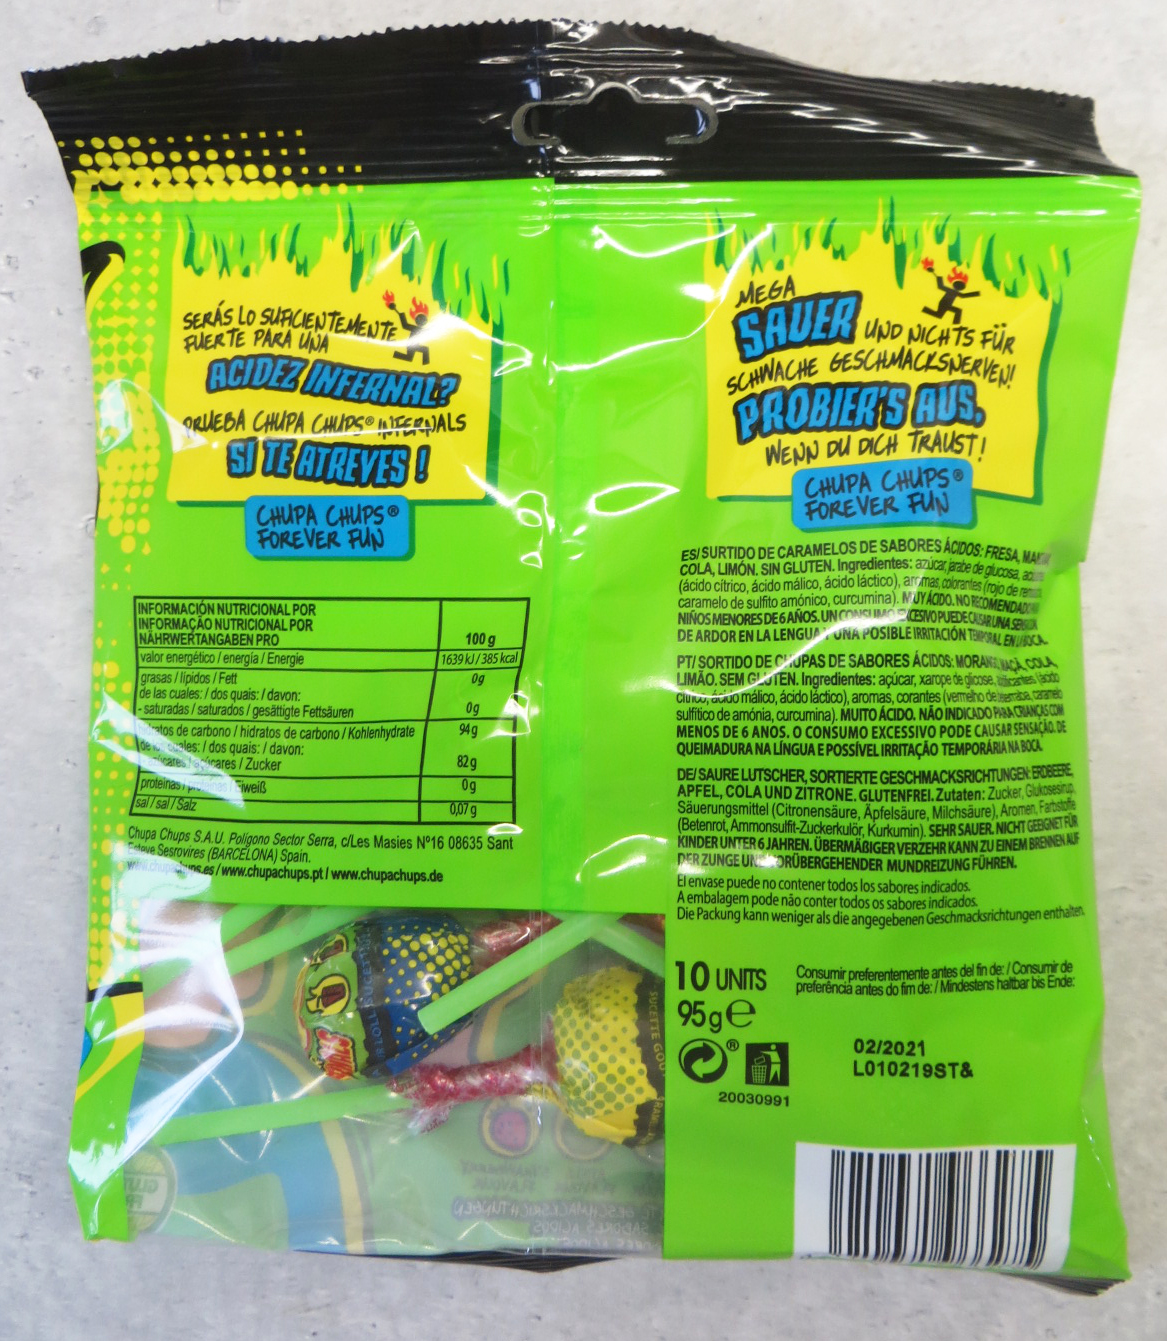 SERÁS LO SUFICIENTEMENTE
FUERTE PARA UNA
ACIDEZ INFERNAL?
PRUEBA CHUPA CHUPS® INFERNALS
SI TE ATREVES !
CHUPA CHUPS®
FOREVER FUN
INFORMACIÓN NUTRICIONAL POR
INFORMAÇÃO NUTRICIONAL POR
NÄHRWERTANGABEN PRO 100 g
valor energético / energia / Energie 1639 kJ / 385 kcal
grasas / lípidos / Fett 0g
de las cuales: / dos quais: / davon:
- saturadas / saturados / gesättigte Fettsäuren 0g
hidratos de carbono / hidratos de carbono / Kohlenhydrate 94g
de los cuales: / dos quais: / davon:
azúcares / açúcares / Zucker 82g
proteínas / proteínas / Eiweiß 0g
sal / sal / Salz 0,07g
Chupa Chups S.A.U. Polígono Sector Serra, c/Les Masies Nº16 08635 Sant
Esteve Sesrovires (BARCELONA) Spain.
www.chupachups.es / www.chupachups.pt / www.chupachups.de
MEGA
SAUER UND NICHTS FÜR
SCHWACHE GESCHMACKSNERVEN!
PROBIER'S AUS,
WENN DU DICH TRAUST!
CHUPA CHUPS®
FOREVER FUN
ES/ SURTIDO DE CARAMELOS DE SABORES ÁCIDOS: FRESA,
COLA, LIMÓN. SIN GLUTEN. Ingredientes: azúcar, jarabe de glucosa,
(ácido cítrico, ácido málico, ácido láctico), aromas, colorantes (rojo de
caramelo de sulfito amónico, curcumina). MUY ÁCIDO. NO RECOMENDADO
NIÑOS MENORES DE 6 AÑOS. UN CONSUMO EXCESIVO PUEDE CAUSAR UNA
DE ARDOR EN LA LENGUA Y UNA POSIBLE IRRITACIÓN TEMPORAL EN LA BOCA.
PT/ SORTIDO DE CHUPAS DE SABORES ÁCIDOS: MORANGO, MAÇÃ, COLA,
LIMÃO. SEM GLÚTEN. Ingredientes: açúcar, xarope de glicose, acidificantes (ácido
cítrico, ácido málico, ácido láctico), aromas, corantes (vermelho de beterraba, caramelo
sulfítico de amónia, curcumina). MUITO ÁCIDO. NÃO INDICADO PARA CRIANÇAS COM
MENOS DE 6 ANOS. O CONSUMO EXCESSIVO PODE CAUSAR SENSAÇÃO. DE
QUEIMADURA NA LÍNGUA E POSSÍVEL IRRITAÇÃO TEMPORÁRIA NA BOCA.
DE/ SAURE LUTSCHER, SORTIERTE GESCHMACKSRICHTUNGEN: ERDBEERE,
APFEL, COLA UND ZITRONE. GLUTENFREI. Zutaten: Zucker, Glukosesirup,
Säuerungsmittel (Citronensäure, Äpfelsäure, Milchsäure), Aromen, Farbstoffe
(Betenrot, Ammonsulfit-Zuckerkulör, Kurkumin). SEHR SAUER. NICHT GEEIGNET FÜR
KINDER UNTER 6 JAHREN. ÜBERMÄßIGER VERZEHR KANN ZU EINEM BRENNEN AUF
DER ZUNGE UND VORÜBERGEHENDER MUNDREIZUNG FÜHREN.
El envase puede no contener todos los sabores indicados.
A embalagem pode não conter todos os sabores indicados.
Die Packung kann weniger als die angegebenen Geschmacksrichtungen enthalten.
10 UNITS
95g℮
Consumir preferentemente antes del fin de: / Consumir de
preferência antes do fim de: / Mindestens haltbar bis Ende:
02/2021
L010219ST&
®
20030991
SUCETTE GOÛT